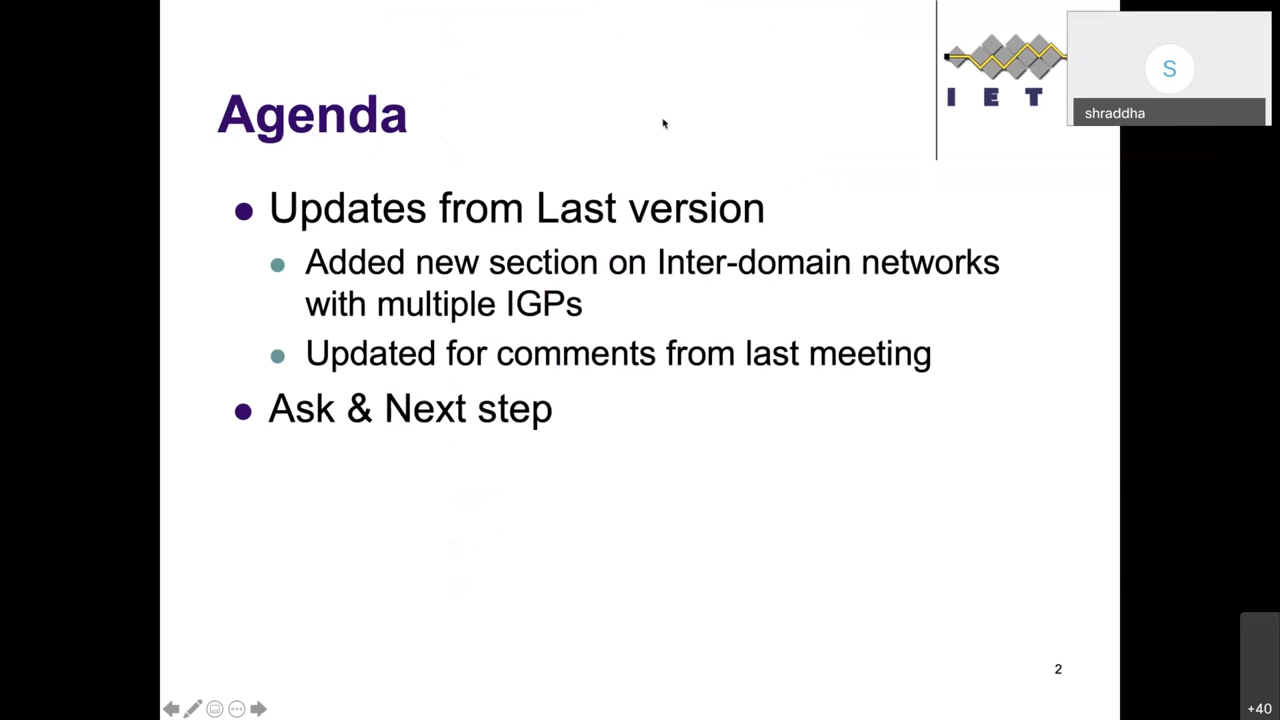 I E T
S
shraddha
Agenda
Updates from Last version
Added new section on Inter-domain networks
with multiple IGPs
Updated for comments from last meeting
Ask & Next step
2
+40